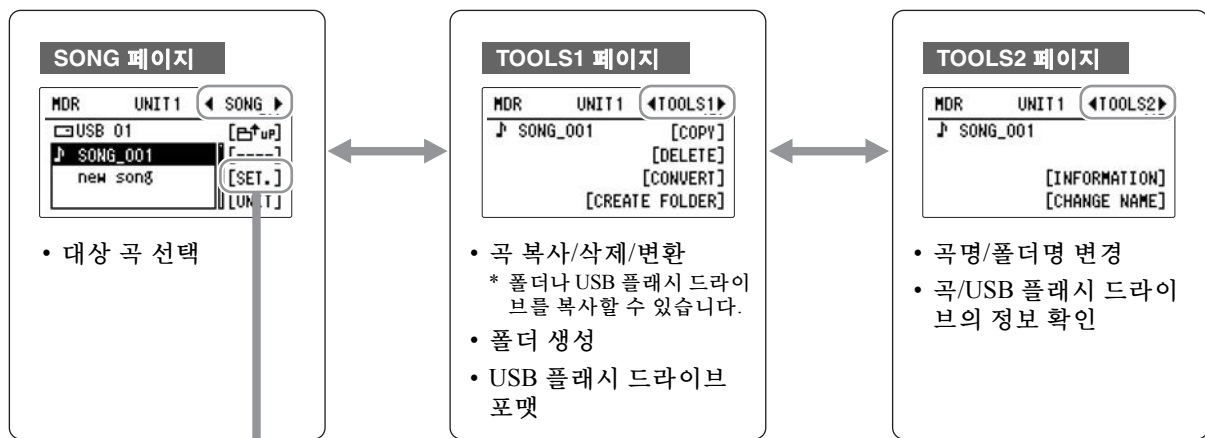 SONG 페이지
MDR UNIT1 ◀ SONG ▶
USB 01 [UP]
♪ SONG_001 [----]
new song [SET.]
[UNIT]
• 대상 곡 선택
TOOLS1 페이지
MDR UNIT1 ◀TOOLS1▶
♪ SONG_001 [COPY]
[DELETE]
[CONVERT]
[CREATE FOLDER]
• 곡 복사/삭제/변환
* 폴더나 USB 플래시 드라이
브를 복사할 수 있습니다.
• 폴더 생성
• USB 플래시 드라이브
포맷
TOOLS2 페이지
MDR UNIT1 ◀TOOLS2▶
♪ SONG_001
[INFORMATION]
[CHANGE NAME]
• 곡명/폴더명 변경
• 곡/USB 플래시 드라이
브의 정보 확인